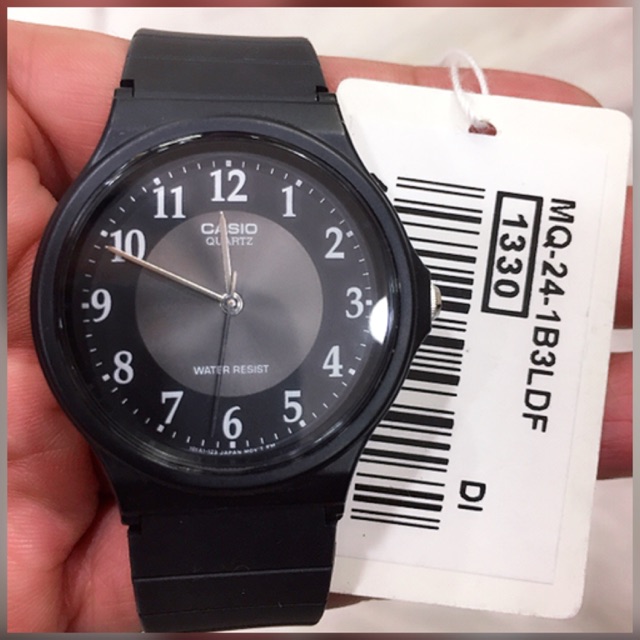 12
11 1
CASIO
QUARTZ
10 2
9 3
WATER RESIST
8 4
7 5
6
MQ-24-1B3LDF
1330
DI